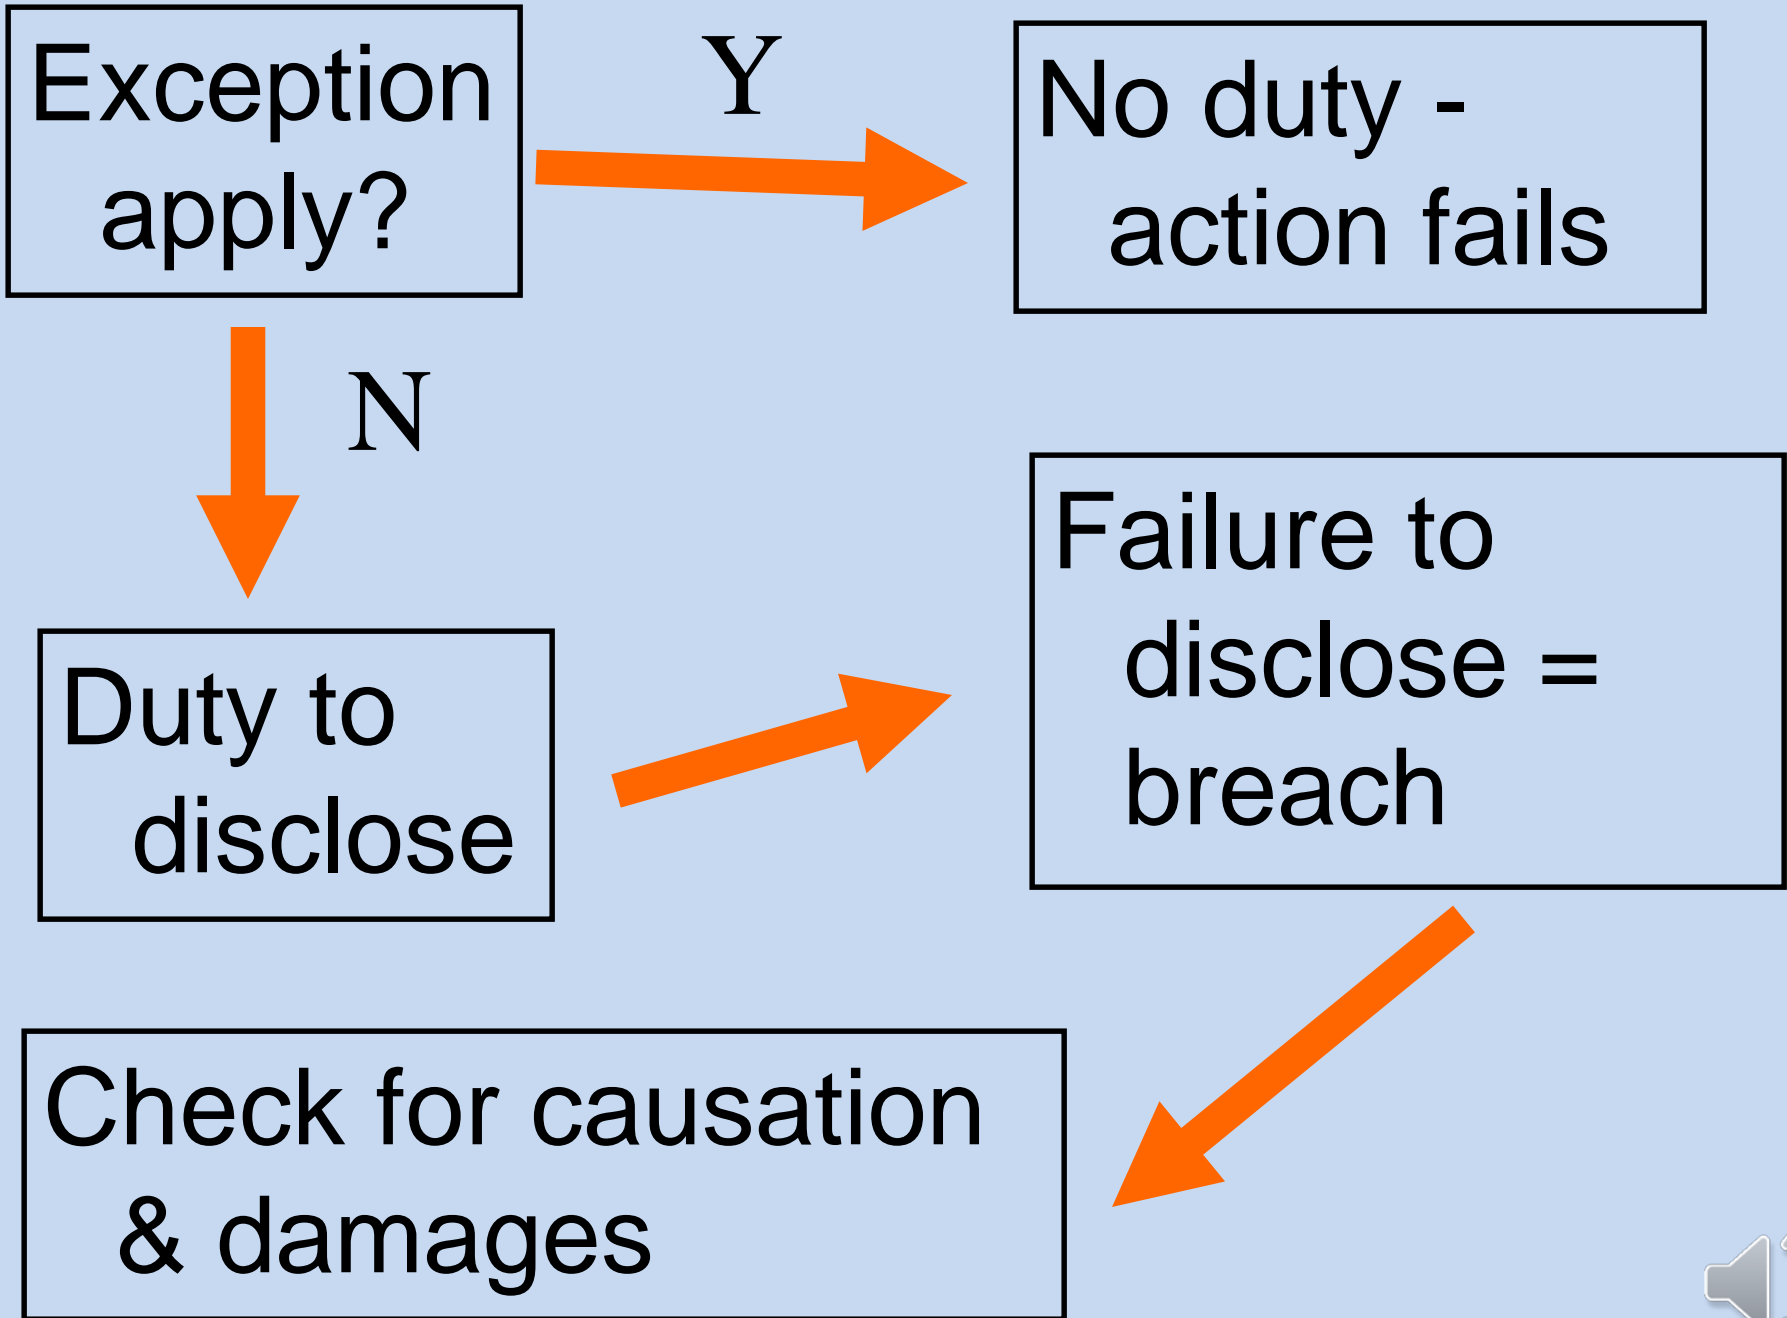 Exception
apply?
Y
No duty -
action fails
N
Duty to
disclose
Failure to
disclose =
breach
Check for causation
& damages